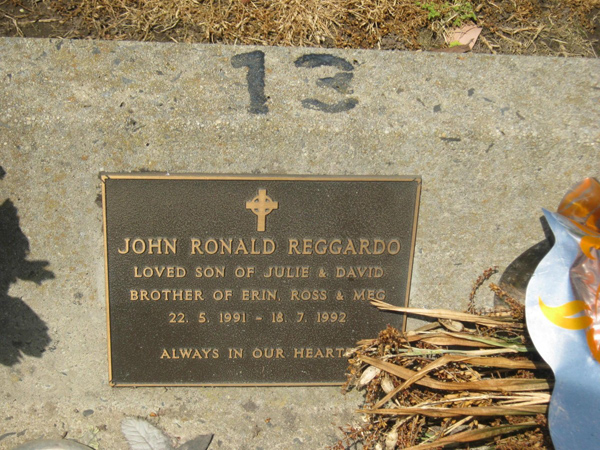 13
JOHN RONALD REGGARDO
LOVED SON OF JULIE & DAVID
BROTHER OF ERIN, ROSS & MEG
22. 5. 1991 - 18. 7. 1992
ALWAYS IN OUR HEARTS